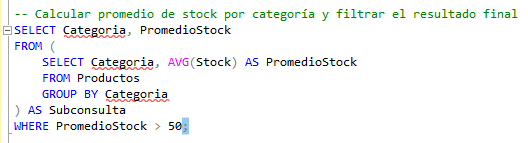 -- Calcular promedio de stock por categoría y filtrar el resultado final
SELECT Categoria, PromedioStock
FROM (
    SELECT Categoria, AVG(Stock) AS PromedioStock
    FROM Productos
    GROUP BY Categoria
) AS Subconsulta
WHERE PromedioStock > 50;